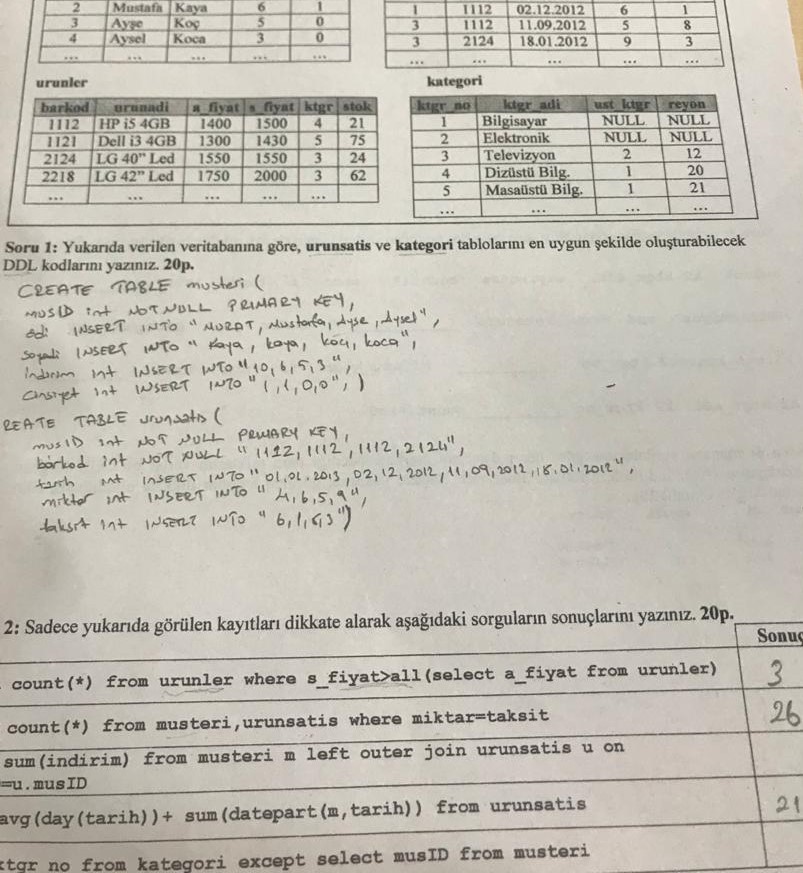 2 Mustafa Kaya 6 1
3 Ayşe Koç 5 0
4 Aysel Koca 3 0
... ... ... ... ...
1 1112 02.12.2012 6 1
3 1112 11.09.2012 5 8
3 2124 18.01.2012 9 3
... ... ... ... ...
urunler
barkod urunadi a_fiyat s_fiyat ktgr stok
1112 HP i5 4GB 1400 1500 4 21
1121 Dell i3 4GB 1300 1430 5 75
2124 LG 40" Led 1550 1550 3 24
2218 LG 42" Led 1750 2000 3 62
... ... ... ... ...
kategori
ktgr_no ktgr_adi ust_ktgr reyon
1 Bilgisayar NULL NULL
2 Elektronik NULL NULL
3 Televizyon 2 12
4 Dizüstü Bilg. 1 20
5 Masaüstü Bilg. 1 21
... ... ... ...
Soru 1: Yukarıda verilen veritabanına göre, urunsatis ve kategori tablolarını en uygun şekilde oluşturabilecek
DDL kodlarını yazınız. 20p.
CREATE TABLE musteri (
musID int NOT NULL PRIMARY KEY,
adi INSERT INTO "MURAT, Mustafa, Ayse, Aysel",
Soyadi INSERT INTO "Kaya, kaya, koç, koca",
indirim int INSERT INTO "10, 6, 5, 3",
Cinsiyet int INSERT INTO "1, 1, 0, 0", )
REATE TABLE urunsatis (
musID int NOT NULL PRIMARY KEY,
barkod int NOT NULL "1112, 1112, 1112, 2124",
tarih int INSERT INTO "01.01.2013, 02,12,2012, 11,09,2012, 18.01.2012",
miktar int INSERT INTO "4, 6, 5, 9",
taksit int INSERT INTO "6, 1, 8, 3")
2: Sadece yukarıda görülen kayıtları dikkate alarak aşağıdaki sorguların sonuçlarını yazınız. 20p.
Sonuç
count(*) from urunler where s_fiyat>all(select a_fiyat from urunler) 3
count(*) from musteri,urunsatis where miktar=taksit 26
sum(indirim) from musteri m left outer join urunsatis u on
=u.musID
avg(day(tarih))+ sum(datepart(m,tarih)) from urunsatis 21
ktgr no from kategori except select musID from musteri